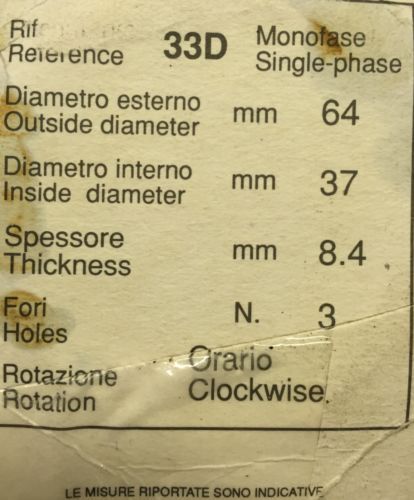 Rif
Reference 33D Monofase
Single-phase
Diametro esterno
Outside diameter mm 64
Diametro interno
Inside diameter mm 37
Spessore
Thickness mm 8.4
Fori
Holes N. 3
Rotazione
Rotation Orario
Clockwise.
LE MISURE RIPORTATE SONO INDICATIVE